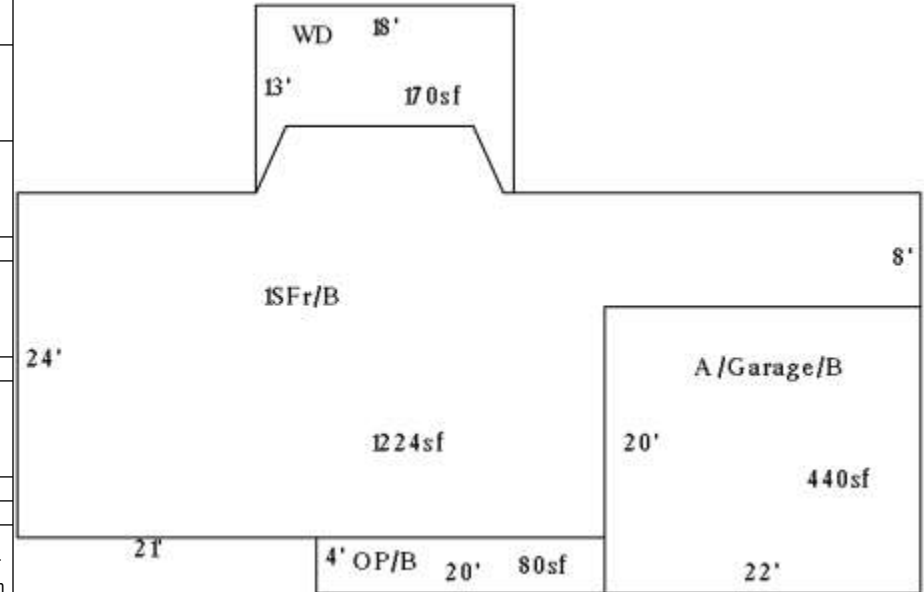 WD 18'
13'
170sf
8'
1SFr/B
24'
A/Garage/B
1224sf
20'
440sf
21'
4' OP/B 20' 80sf
22'